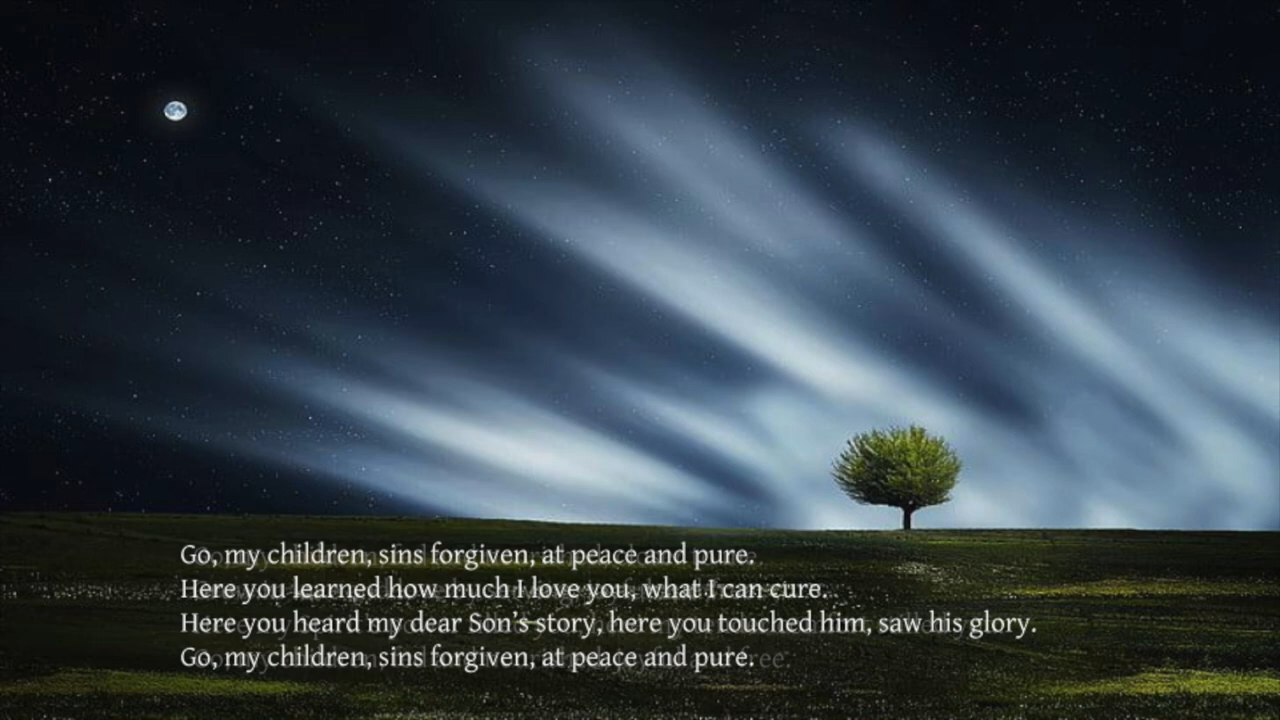 Go, my children, sins forgiven, at peace and pure.
Here you learned how much I love you, what I can cure.
Here you heard my dear Son’s story, here you touched him, saw his glory.
Go, my children, sins forgiven, at peace and pure.